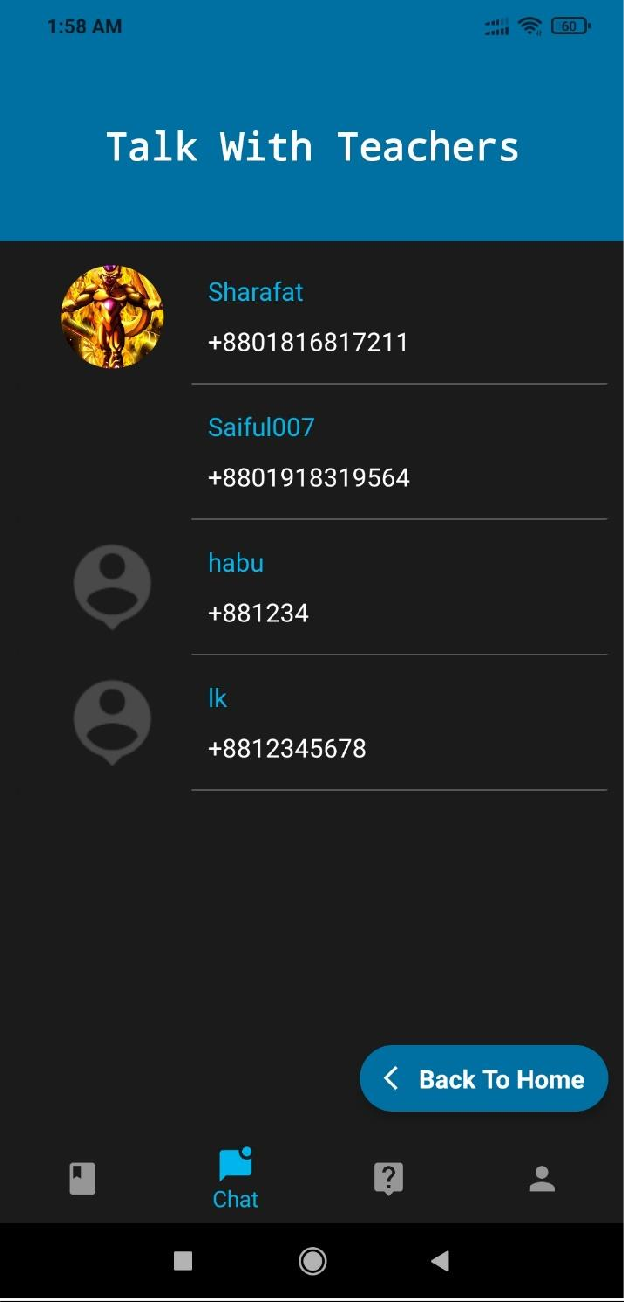 1:58 AM
60
Talk With Teachers
Sharafat
+8801816817211
Saiful007
+8801918319564
habu
+881234
lk
+8812345678
Back To Home
Chat